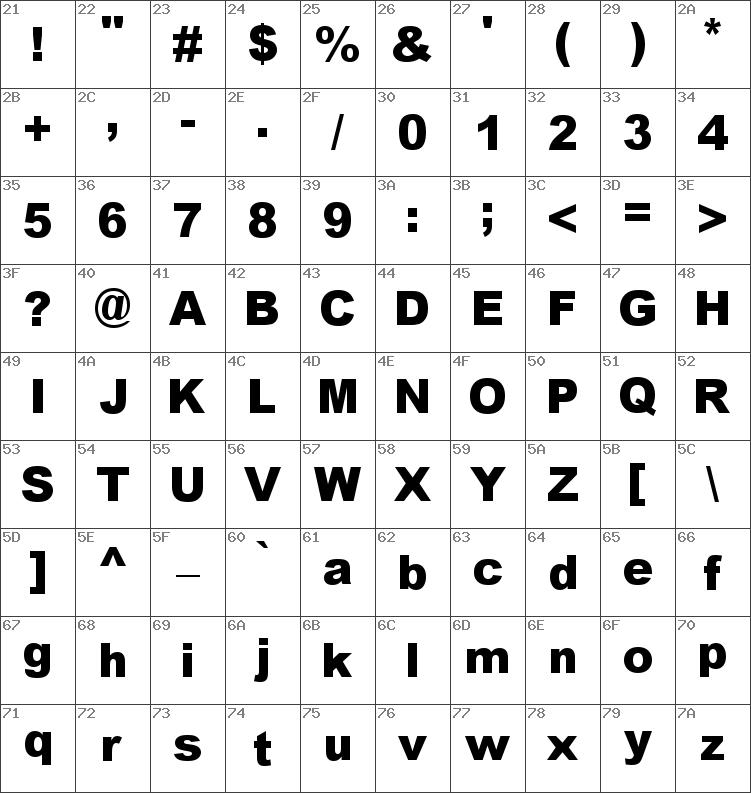 21 22 23 24 25 26 27 28 29 2A
! " # $ % & ' ( ) *
2B 2C 2D 2E 2F 30 31 32 33 34
+ , - . / 0 1 2 3 4
35 36 37 38 39 3A 3B 3C 3D 3E
5 6 7 8 9 : ; < = >
3F 40 41 42 43 44 45 46 47 48
? @ A B C D E F G H
49 4A 4B 4C 4D 4E 4F 50 51 52
I J K L M N O P Q R
53 54 55 56 57 58 59 5A 5B 5C
S T U V W X Y Z [ \
5D 5E 5F 60 61 62 63 64 65 66
] ^ _ ` a b c d e f
67 68 69 6A 6B 6C 6D 6E 6F 70
g h i j k l m n o p
71 72 73 74 75 76 77 78 79 7A
q r s t u v w x y z